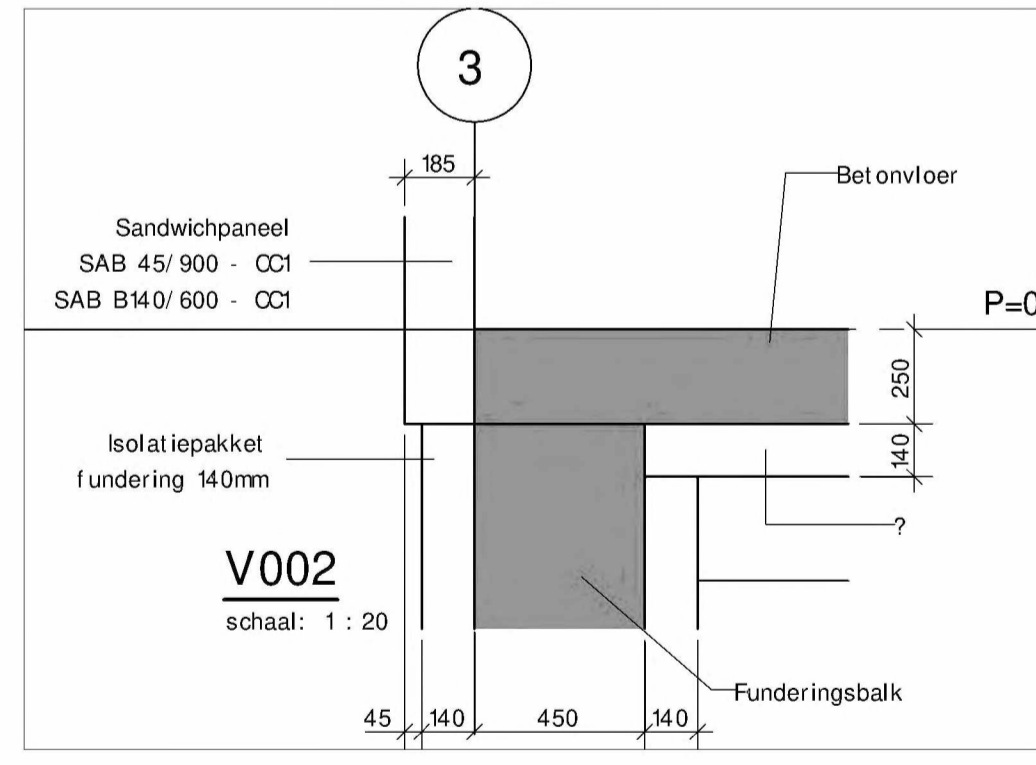 3
185
Betonvloer
Sandwichpaneel
SAB 45/900 - CC1
SAB B140/600 - CC1
P=0
250
Isolatiepakket
fundering 140mm
140
?
V002
schaal: 1 : 20
Funderingsbalk
45 140 450 140